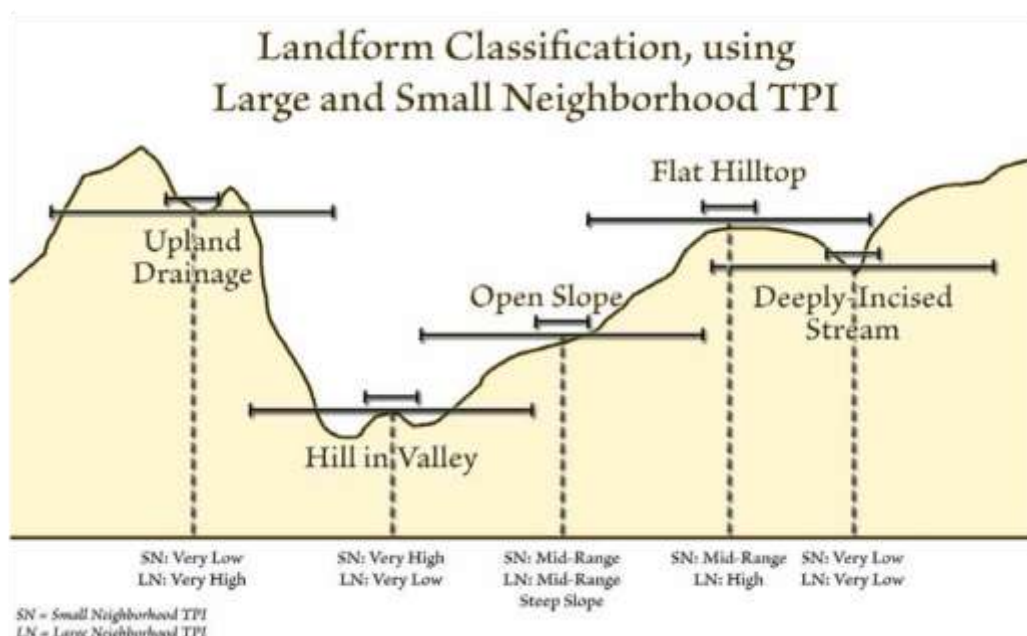 Landform Classification, using
Large and Small Neighborhood TPI
Flat Hilltop
Upland
Drainage
Open Slope
Deeply-Incised
Stream
Hill in Valley
SN: Very Low
LN: Very High
SN: Very High
LN: Very Low
SN: Mid-Range
LN: Mid-Range
Steep Slope
SN: Mid-Range
LN: High
SN: Very Low
LN: Very Low
SN = Small Neighborhood TPI
LN = Large Neighborhood TPI